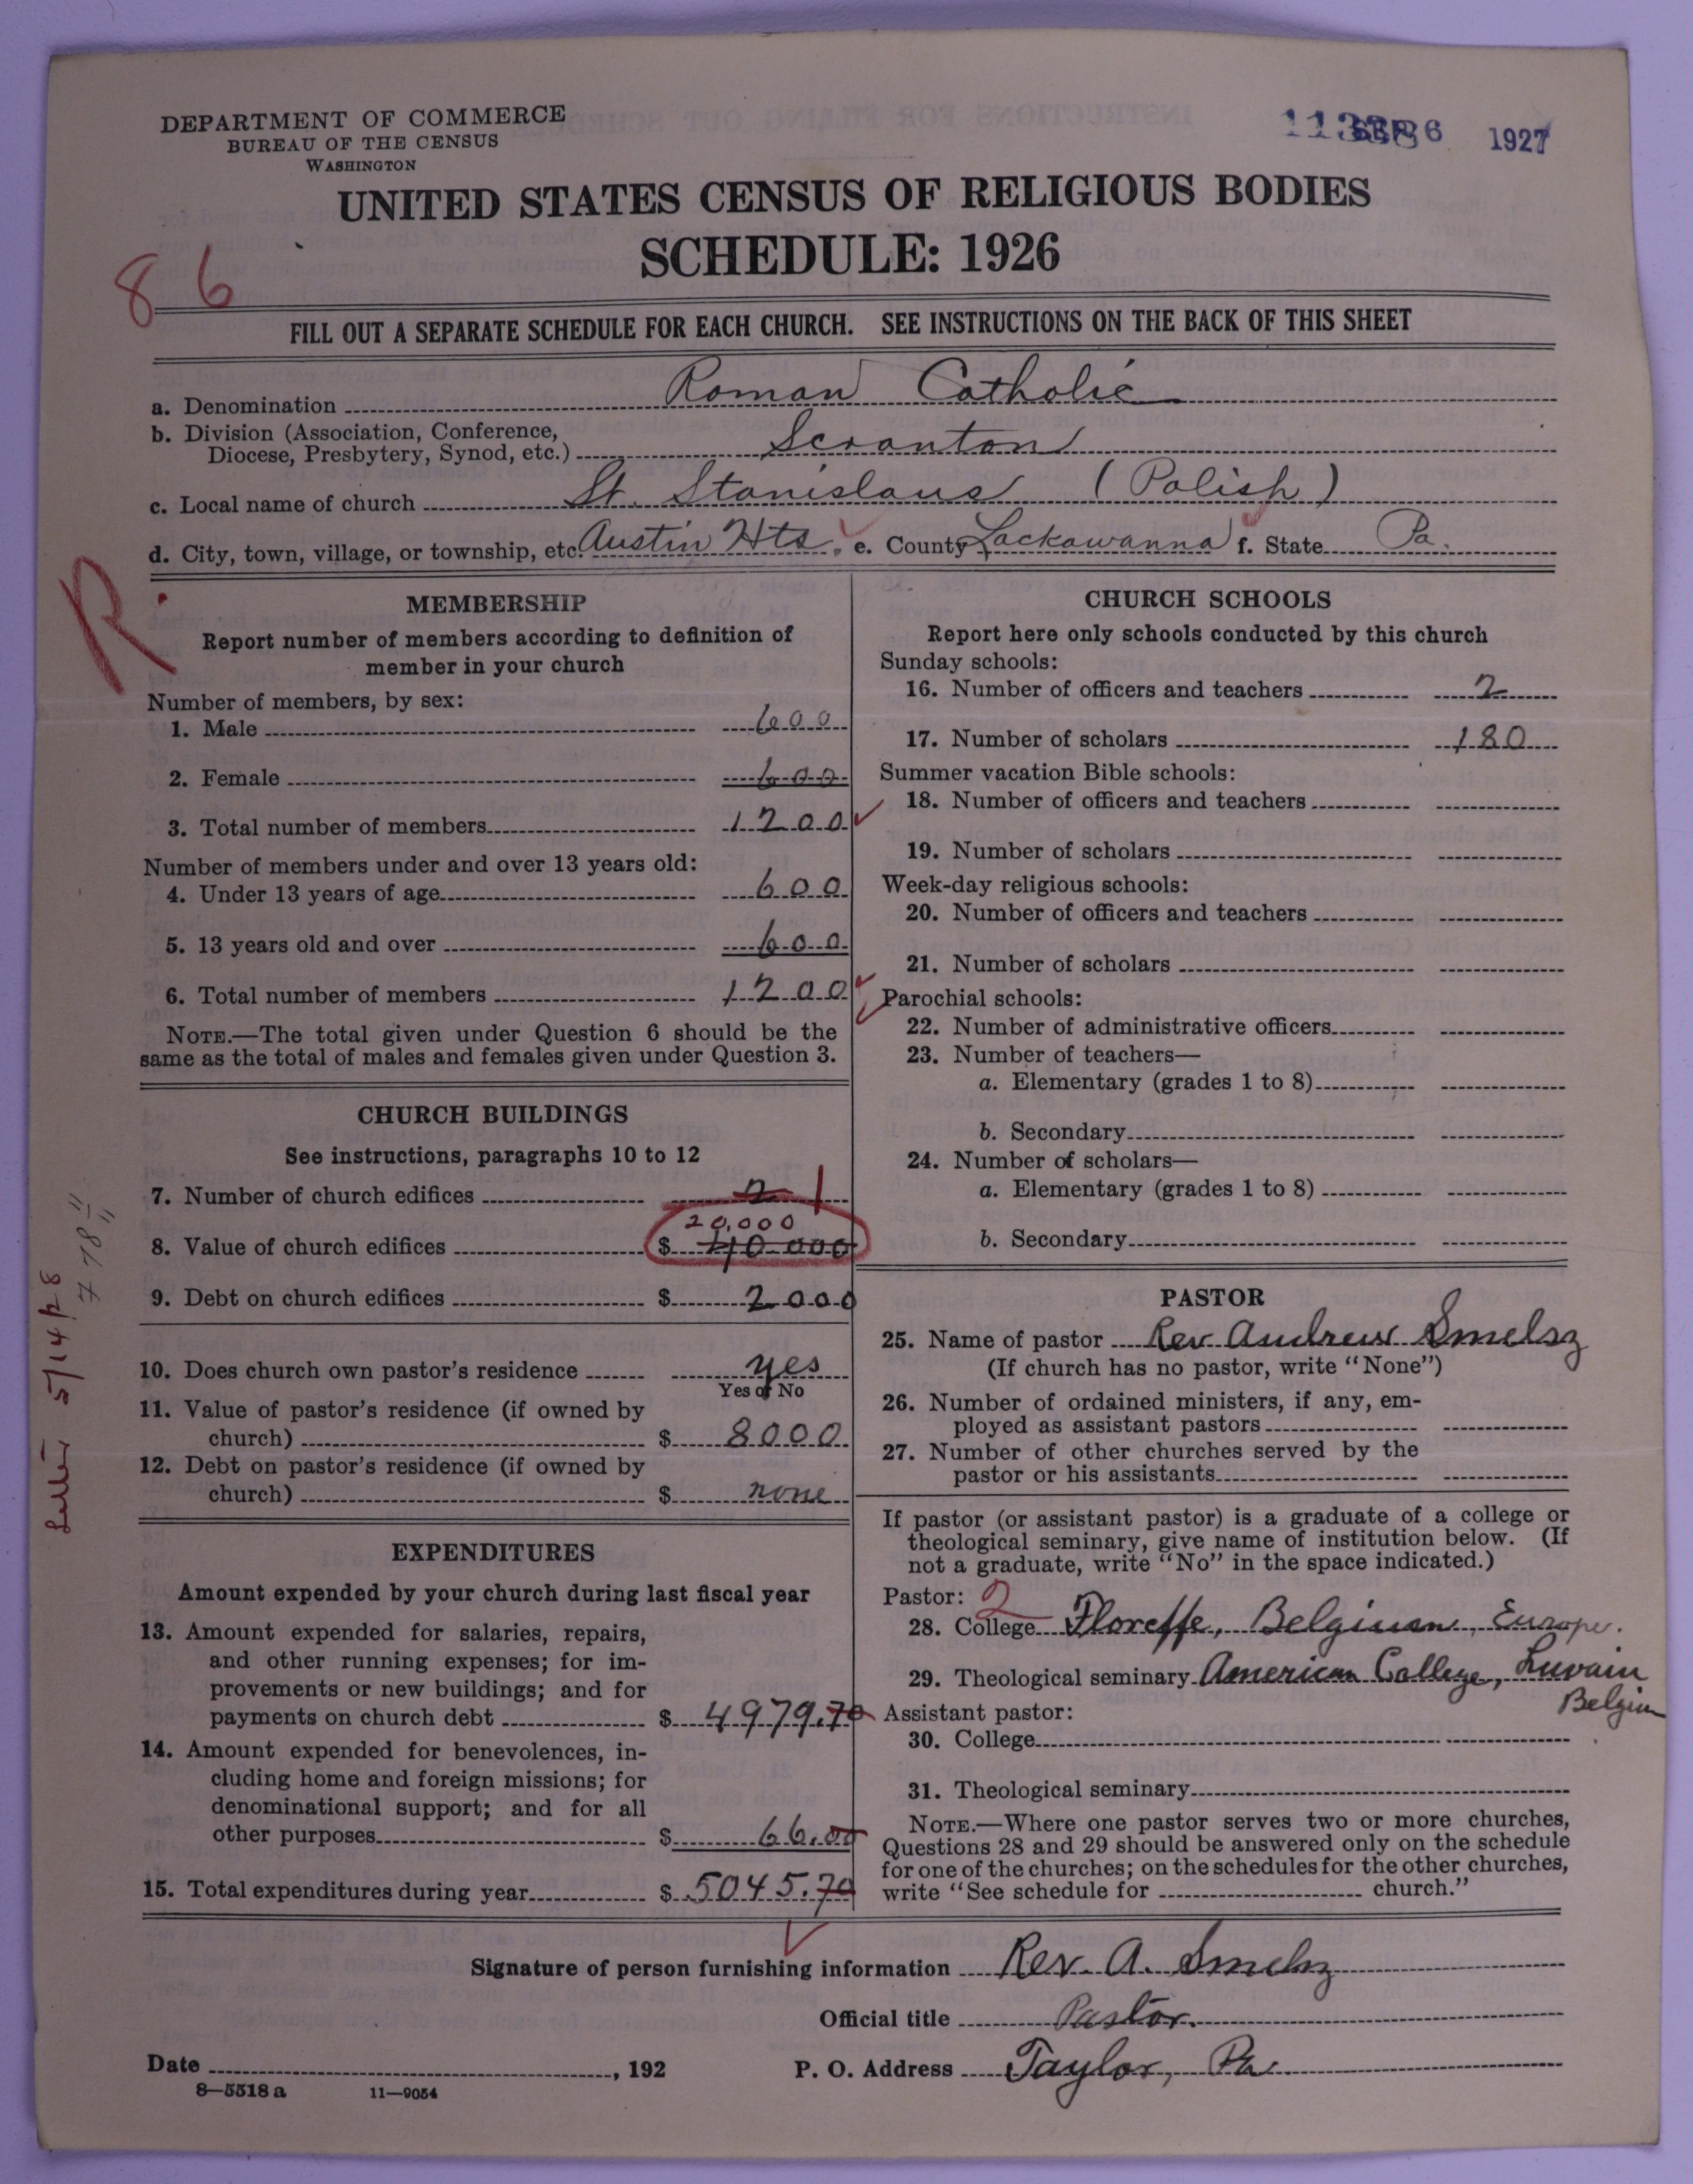 DEPARTMENT OF COMMERCE
BUREAU OF THE CENSUS
WASHINGTON
SEP 6 1927
UNITED STATES CENSUS OF RELIGIOUS BODIES
SCHEDULE: 1926
86
FILL OUT A SEPARATE SCHEDULE FOR EACH CHURCH. SEE INSTRUCTIONS ON THE BACK OF THIS SHEET
a. Denomination Roman Catholic
b. Division (Association, Conference,
Diocese, Presbytery, Synod, etc.) Scranton
c. Local name of church St. Stanislaus (Polish)
d. City, town, village, or township, etc. Austin Hts. e. County Lackawanna f. State Pa.
R.
MEMBERSHIP
Report number of members according to definition of
member in your church
Number of members, by sex:
1. Male 600
2. Female 600
3. Total number of members 1200
Number of members under and over 13 years old:
4. Under 13 years of age 600
5. 13 years old and over 600
6. Total number of members 1200
NOTE.—The total given under Question 6 should be the
same as the total of males and females given under Question 3.
CHURCH BUILDINGS
See instructions, paragraphs 10 to 12
7. Number of church edifices 2 1
20,000
8. Value of church edifices $ 40 000
9. Debt on church edifices $ 2000
10. Does church own pastor's residence yes
Yes or No
11. Value of pastor's residence (if owned by
church) $ 8000
12. Debt on pastor's residence (if owned by
church) $ none
EXPENDITURES
Amount expended by your church during last fiscal year
13. Amount expended for salaries, repairs,
and other running expenses; for im-
provements or new buildings; and for
payments on church debt $ 4979.70
14. Amount expended for benevolences, in-
cluding home and foreign missions; for
denominational support; and for all
other purposes $ 66.00
15. Total expenditures during year $ 5045.70
Letter 5/14/28
CHURCH SCHOOLS
Report here only schools conducted by this church
Sunday schools:
16. Number of officers and teachers 2
17. Number of scholars 180
Summer vacation Bible schools:
18. Number of officers and teachers
19. Number of scholars
Week-day religious schools:
20. Number of officers and teachers
21. Number of scholars
Parochial schools:
22. Number of administrative officers
23. Number of teachers—
a. Elementary (grades 1 to 8)
b. Secondary
24. Number of scholars—
a. Elementary (grades 1 to 8)
b. Secondary
PASTOR
25. Name of pastor Rev. Andrew Smelsz
(If church has no pastor, write "None")
26. Number of ordained ministers, if any, em-
ployed as assistant pastors
27. Number of other churches served by the
pastor or his assistants
If pastor (or assistant pastor) is a graduate of a college or
theological seminary, give name of institution below. (If
not a graduate, write "No" in the space indicated.)
Pastor: 2
28. College Floreffe, Belgium, Europe.
29. Theological seminary American College, Luvain
Belgium
Assistant pastor:
30. College
31. Theological seminary
NOTE.—Where one pastor serves two or more churches,
Questions 28 and 29 should be answered only on the schedule
for one of the churches; on the schedules for the other churches,
write "See schedule for church."
Signature of person furnishing information Rev. A. Smelsz
Official title Pastor.
Date , 192 P. O. Address Taylor, Pa.
8—5518 a 11—9054